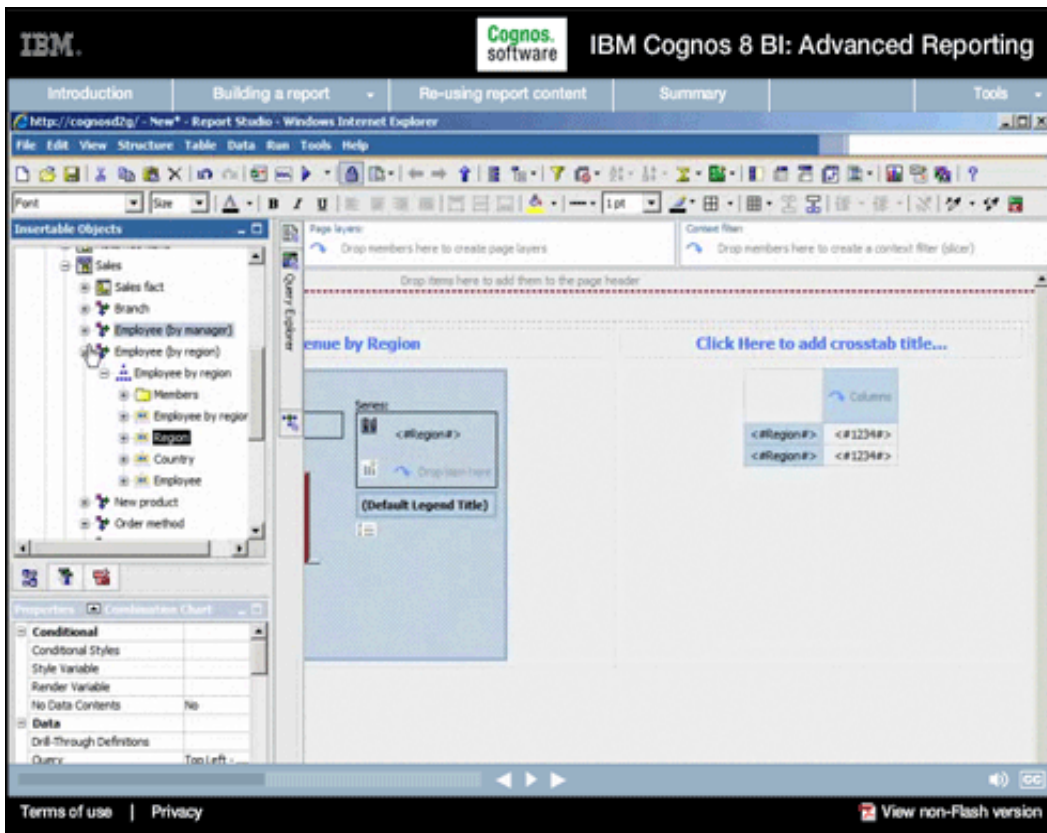 IBM.
Cognos. software
IBM Cognos 8 BI: Advanced Reporting
Introduction Building a report Re-using report content Summary Tools
http://cognosd2q/ - New* - Report Studio - Windows Internet Explorer
File Edit View Structure Table Data Run Tools Help
Font Size B I U 1 pt
Insertable Objects
Page layers:
Drop members here to create page layers
Context filter:
Drop members here to create a context filter (slicer)
Drop items here to add them to the page header
Query Explorer
Sales
Sales fact
Branch
Employee (by manager)
Employee (by region)
Employee by region
Members
Employee by region
Region
Country
Employee
New product
Order method
enue by Region
Click Here to add crosstab title...
Series:
<#Region#>
Drop item here
(Default Legend Title)
Columns
<#Region#> <#1234#>
<#Region#> <#1234#>
Properties Combination Chart
Conditional
Conditional Styles
Style Variable
Render Variable
No Data Contents No
Data
Drill-Through Definitions
Query Top Left - ...
CC
Terms of use | Privacy
View non-Flash version